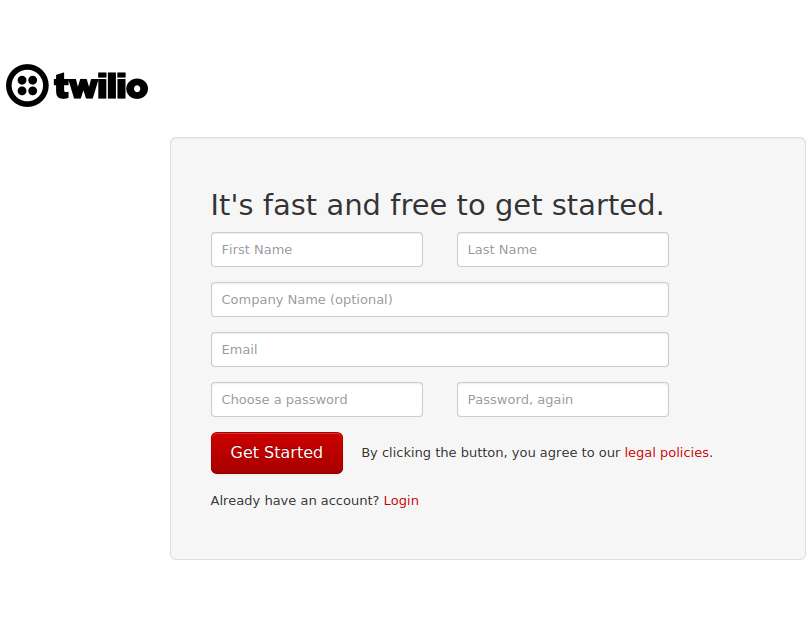 twilio
It's fast and free to get started.
First Name Last Name
Company Name (optional)
Email
Choose a password Password, again
Get Started By clicking the button, you agree to our legal policies.
Already have an account? Login